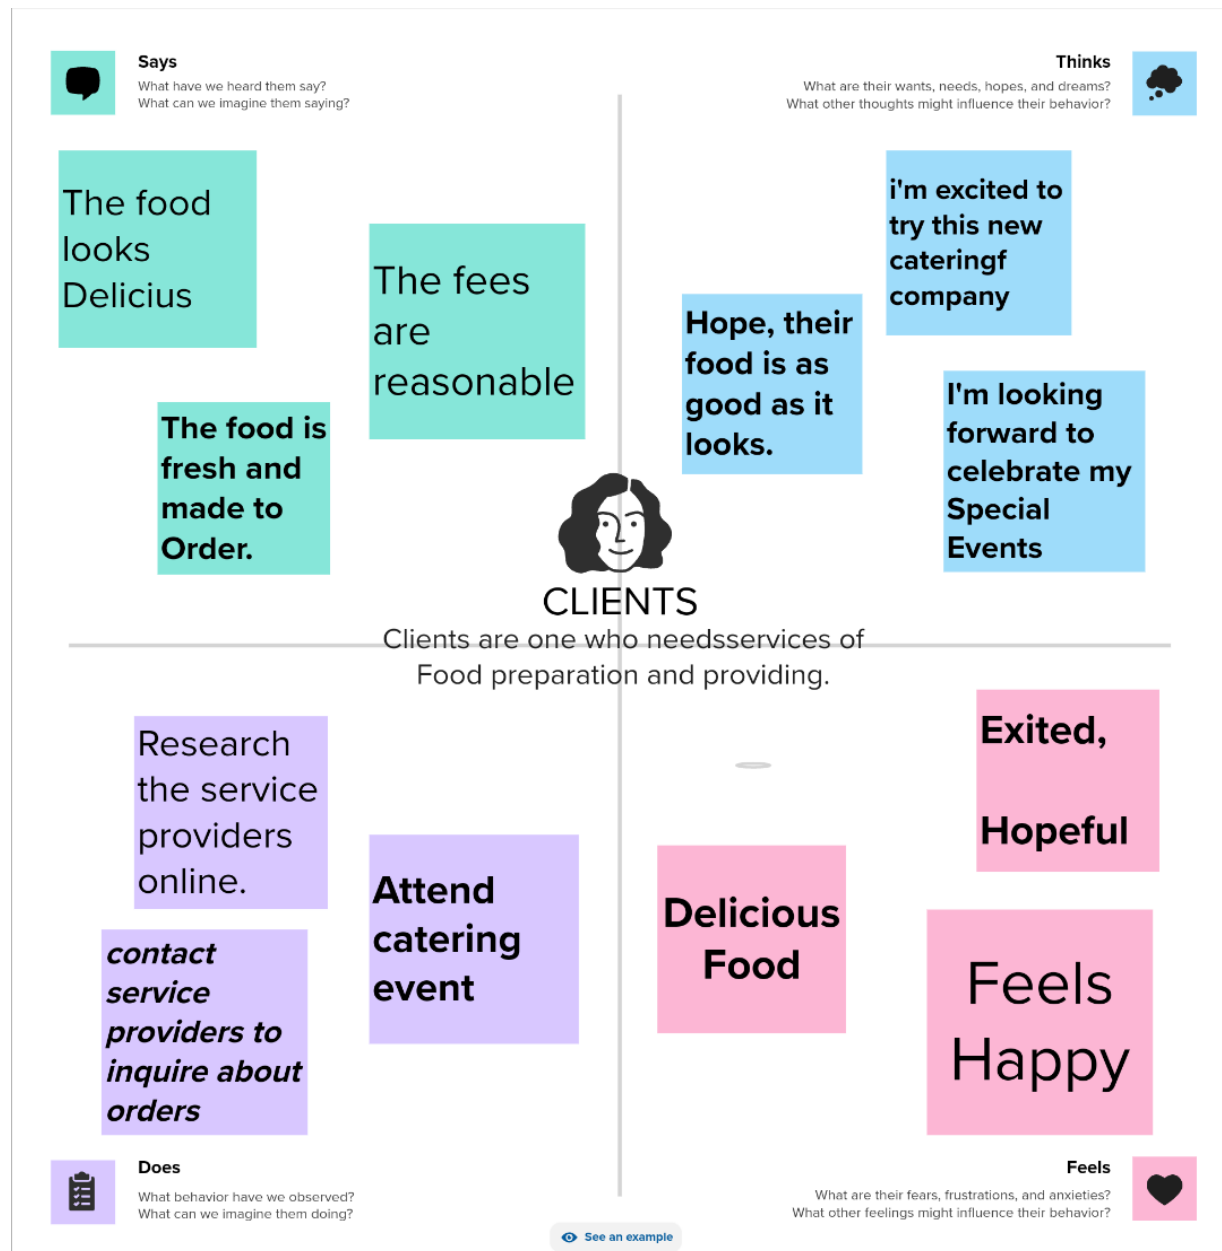 Says
What have we heard them say?
What can we imagine them saying?
Thinks
What are their wants, needs, hopes, and dreams?
What other thoughts might influence their behavior?
The food
looks
Delicius
The fees
are
reasonable
The food is
fresh and
made to
Order.
i'm excited to
try this new
cateringf
company
Hope, their
food is as
good as it
looks.
I'm looking
forward to
celebrate my
Special
Events
CLIENTS
Clients are one who needsservices of
Food preparation and providing.
Research
the service
providers
online.
Attend
catering
event
contact
service
providers to
inquire about
orders
Exited,
Hopeful
Delicious
Food
Feels
Happy
Does
What behavior have we observed?
What can we imagine them doing?
Feels
What are their fears, frustrations, and anxieties?
What other feelings might influence their behavior?
See an example